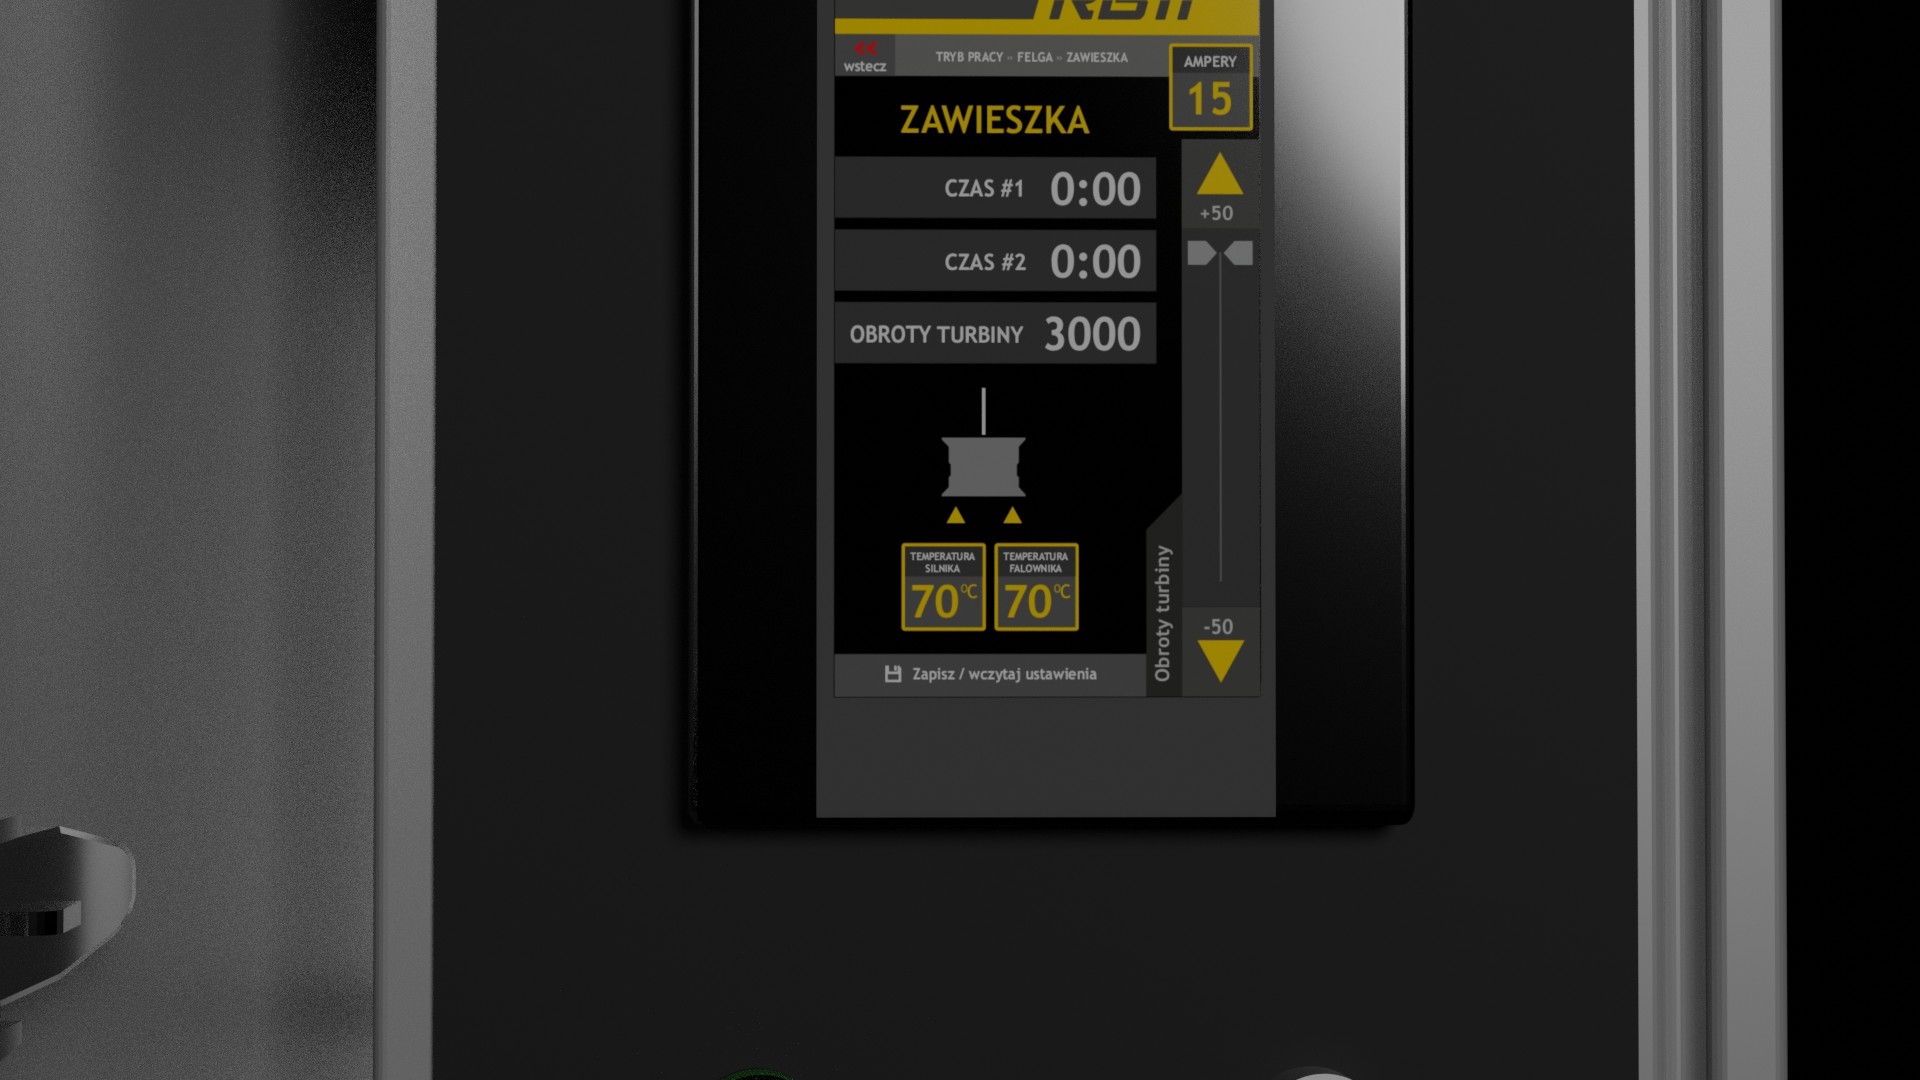 wstecz
TRYB PRACY - FELGA - ZAWIESZKA
AMPERY
15
ZAWIESZKA
CZAS #1 0:00
CZAS #2 0:00
OBROTY TURBINY 3000
+50
TEMPERATURA
SILNIKA
70°C
TEMPERATURA
FALOWNIKA
70°C
Obroty turbiny
-50
Zapisz / wczytaj ustawienia